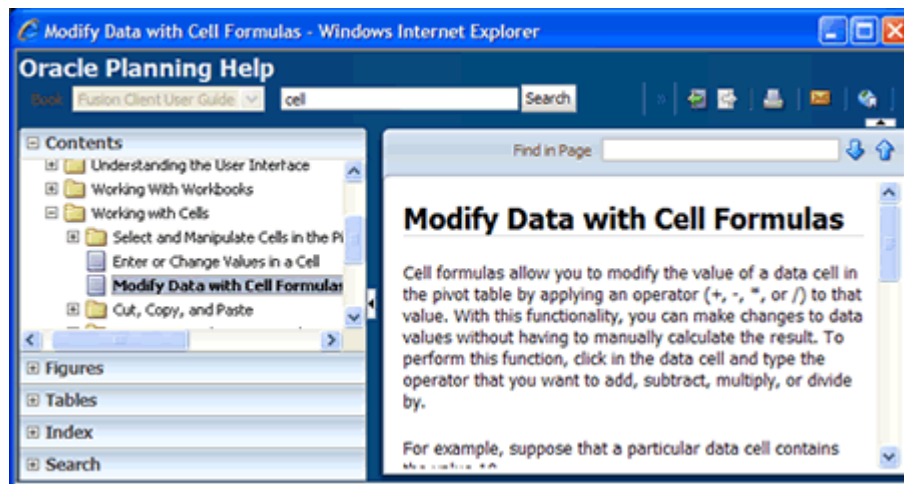 Modify Data with Cell Formulas - Windows Internet Explorer
Oracle Planning Help
Book Fusion Client User Guide cell Search
Contents
Understanding the User Interface
Working With Workbooks
Working with Cells
Select and Manipulate Cells in the Pi
Enter or Change Values in a Cell
Modify Data with Cell Formulas
Cut, Copy, and Paste
Figures
Tables
Index
Search
Find in Page
Modify Data with Cell Formulas
Cell formulas allow you to modify the value of a data cell in
the pivot table by applying an operator (+, -, *, or /) to that
value. With this functionality, you can make changes to data
values without having to manually calculate the result. To
perform this function, click in the data cell and type the
operator that you want to add, subtract, multiply, or divide
by.
For example, suppose that a particular data cell contains
the value 10